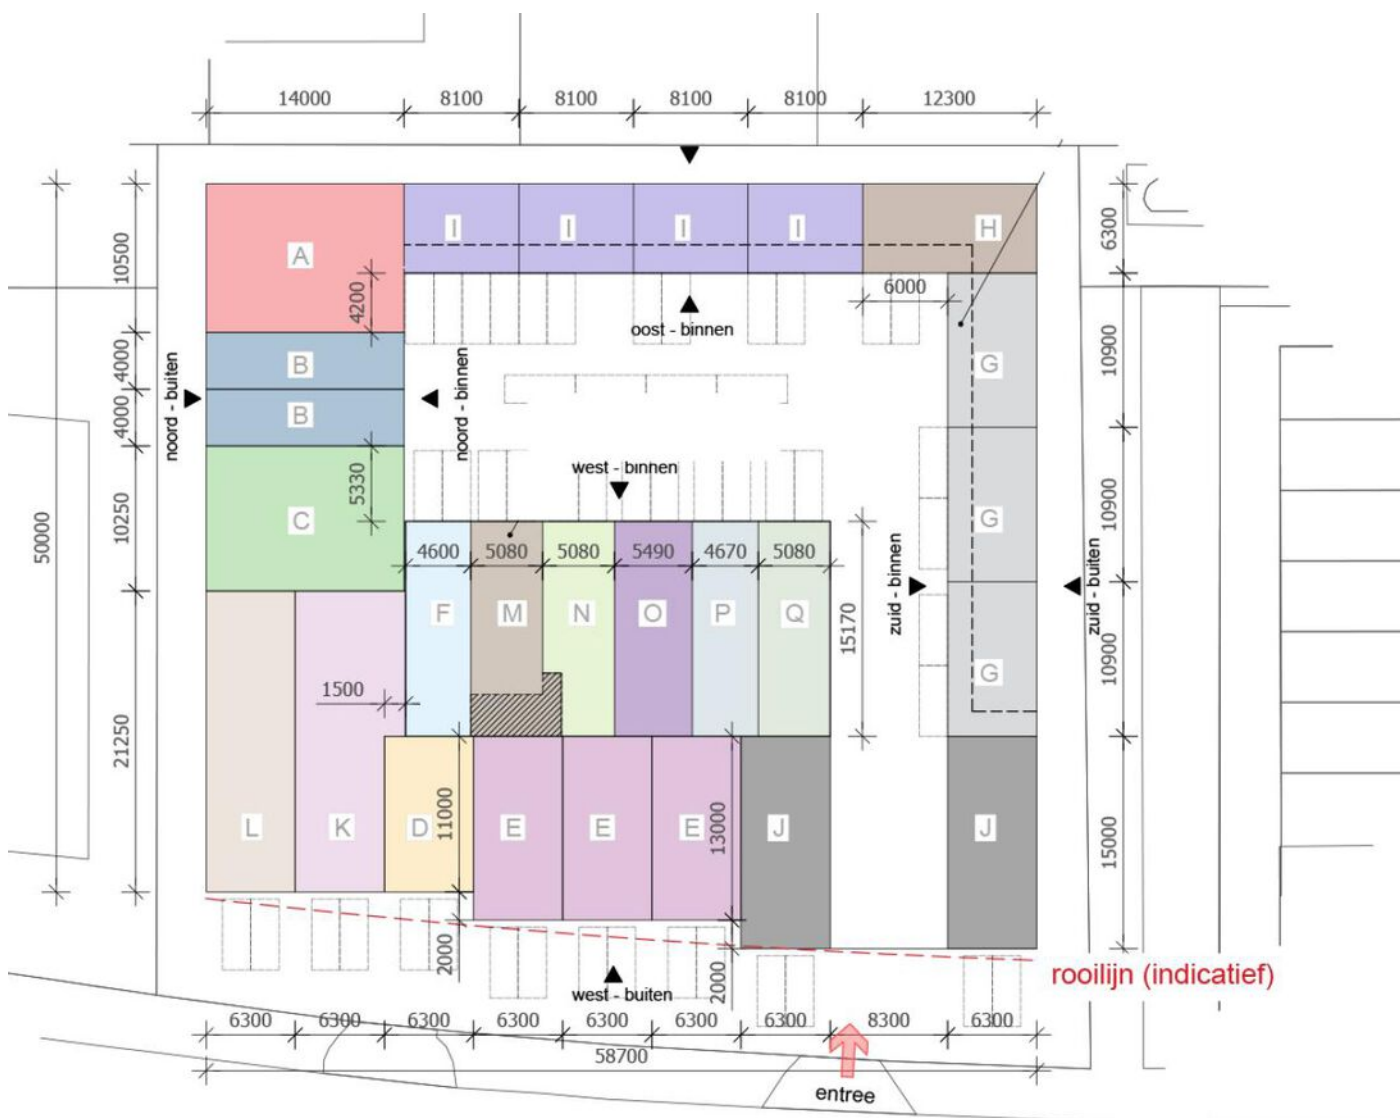 14000
8100
8100
8100
8100
12300
A
I
I
I
I
H
10500
4200
6300
6000
oost - binnen
50000
4000
4000
noord - buiten
B
B
noord - binnen
G
10900
west - binnen
10250
C
5330
G
10900
zuid - binnen
zuid - buiten
4600
5080
5080
5490
4670
5080
F
M
N
O
P
Q
15170
G
10900
1500
21250
L
K
D
11000
E
E
E
13000
J
J
15000
2000
2000
rooilijn (indicatief)
west - buiten
6300
6300
6300
6300
6300
6300
6300
8300
6300
58700
entree